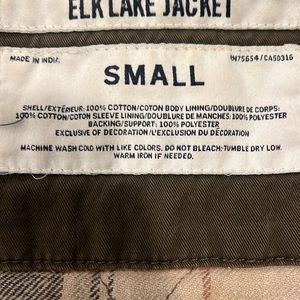 ELK LAKE JACKET
MADE IN INDIA. RN75654/CA50316
SMALL
SHELL/EXTÉRIEUR: 100% COTTON/COTON BODY LINING/DOUBLURE DE CORPS:
100% COTTON/COTON SLEEVE LINING/DOUBLURE DE MANCHES: 100% POLYESTER
BACKING/SUPPORT: 100% POLYESTER
EXCLUSIVE OF DECORATION/L'EXCLUSION DU DÉCORATION
MACHINE WASH COLD WITH LIKE COLORS. DO NOT BLEACH: TUMBLE DRY LOW.
WARM IRON IF NEEDED.